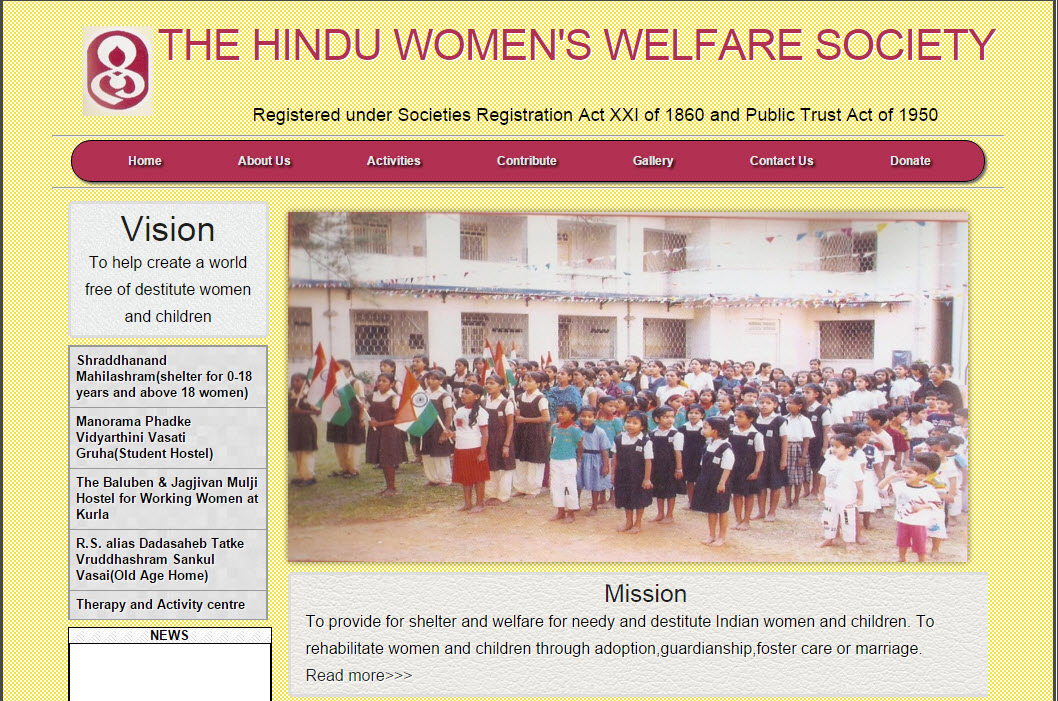 THE HINDU WOMEN'S WELFARE SOCIETY
Registered under Societies Registration Act XXI of 1860 and Public Trust Act of 1950
Home About Us Activities Contribute Gallery Contact Us Donate
Vision
To help create a world
free of destitute women
and children
Shraddhanand
Mahilashram(shelter for 0-18
years and above 18 women)
Manorama Phadke
Vidyarthini Vasati
Gruha(Student Hostel)
The Baluben & Jagjivan Mulji
Hostel for Working Women at
Kurla
R.S. alias Dadasaheb Tatke
Vruddhashram Sankul
Vasai(Old Age Home)
Therapy and Activity centre
NEWS
Mission
To provide for shelter and welfare for needy and destitute Indian women and children. To
rehabilitate women and children through adoption,guardianship,foster care or marriage.
Read more>>>